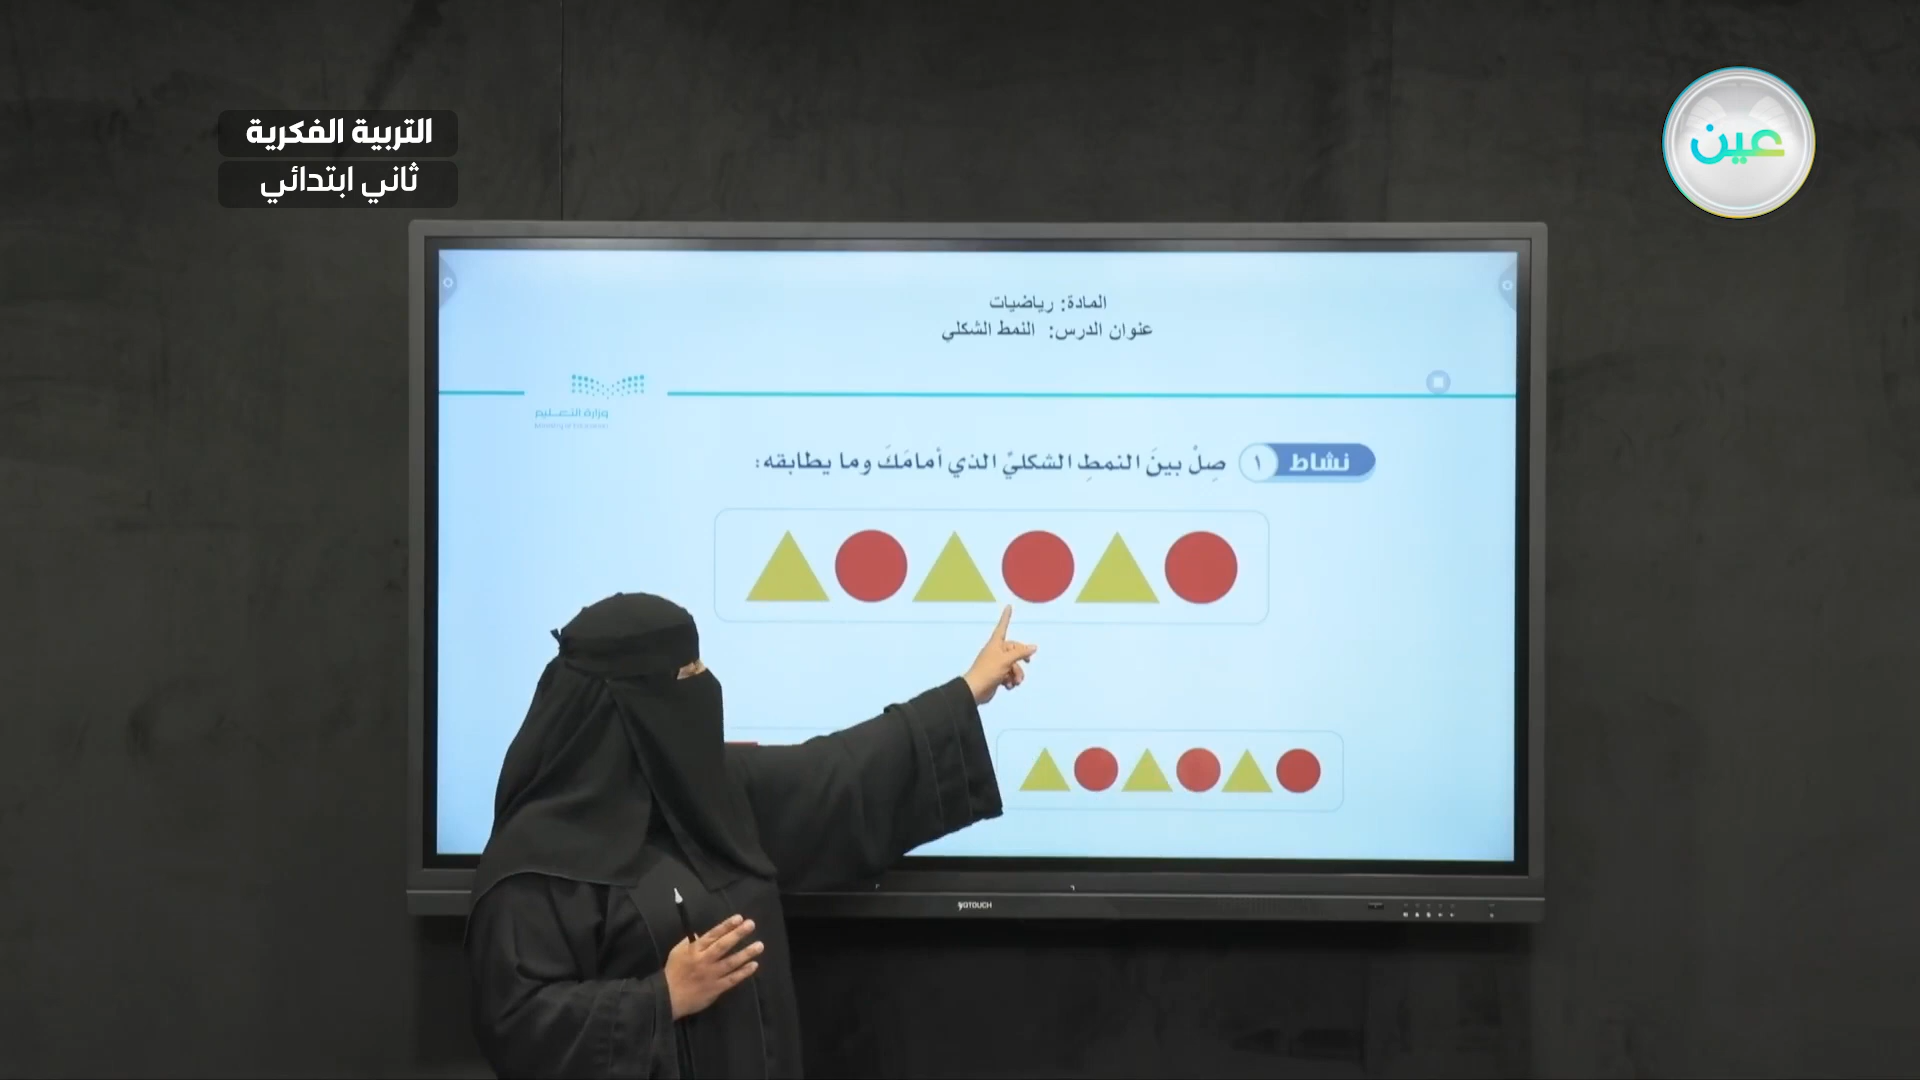 التربية الفكرية
ثاني ابتدائي
عين
المادة: رياضيات
عنوان الدرس: النمط الشكلي
وزارة التعليم
نشاط ١ صِلْ بينَ النمطِ الشكليِّ الذي أمامَكَ وما يطابقه: